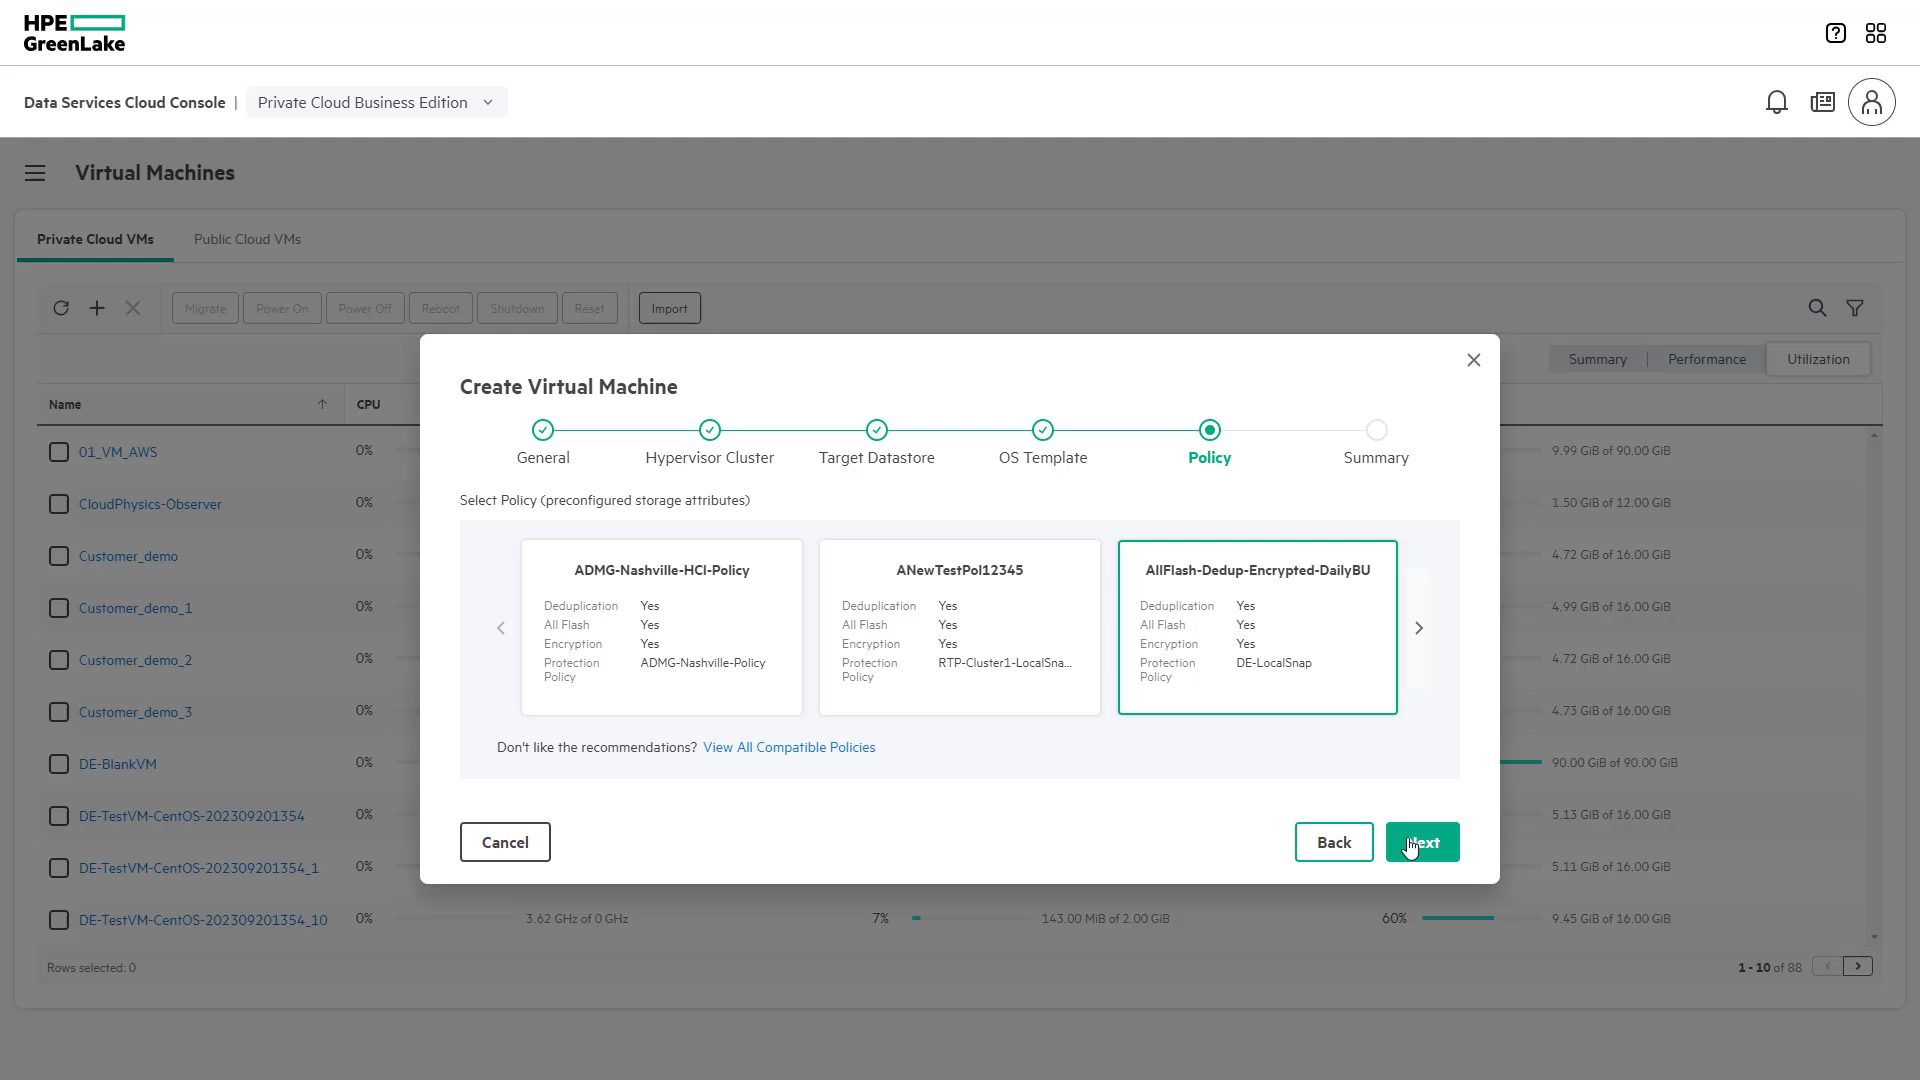 HPE
GreenLake
Data Services Cloud Console | Private Cloud Business Edition
Virtual Machines
Private Cloud VMs Public Cloud VMs
Migrate Power On Power Off Reboot Shutdown Reset Import
Summary Performance Utilization
Name CPU
01_VM_AWS 0% 9.99 GiB of 90.00 GiB
CloudPhysics-Observer 0% 1.50 GiB of 12.00 GiB
Customer_demo 0% 4.72 GiB of 16.00 GiB
Customer_demo_1 0% 4.99 GiB of 16.00 GiB
Customer_demo_2 0% 4.72 GiB of 16.00 GiB
Customer_demo_3 0% 4.73 GiB of 16.00 GiB
DE-BlankVM 0% 90.00 GiB of 90.00 GiB
DE-TestVM-CentOS-202309201354 0% 5.13 GiB of 16.00 GiB
DE-TestVM-CentOS-202309201354_1 0% 5.11 GiB of 16.00 GiB
DE-TestVM-CentOS-202309201354_10 0% 3.62 GHz of 0 GHz 7% 143.00 MiB of 2.00 GiB 60% 9.45 GiB of 16.00 GiB
Rows selected: 0 1 - 10 of 88
Create Virtual Machine
General Hypervisor Cluster Target Datastore OS Template Policy Summary
Select Policy (preconfigured storage attributes)
ADMG-Nashville-HCI-Policy
Deduplication Yes
All Flash Yes
Encryption Yes
Protection Policy ADMG-Nashville-Policy
ANewTestPol12345
Deduplication Yes
All Flash Yes
Encryption Yes
Protection Policy RTP-Cluster1-LocalSna...
AllFlash-Dedup-Encrypted-DailyBU
Deduplication Yes
All Flash Yes
Encryption Yes
Protection Policy DE-LocalSnap
Don't like the recommendations? View All Compatible Policies
Cancel Back Next